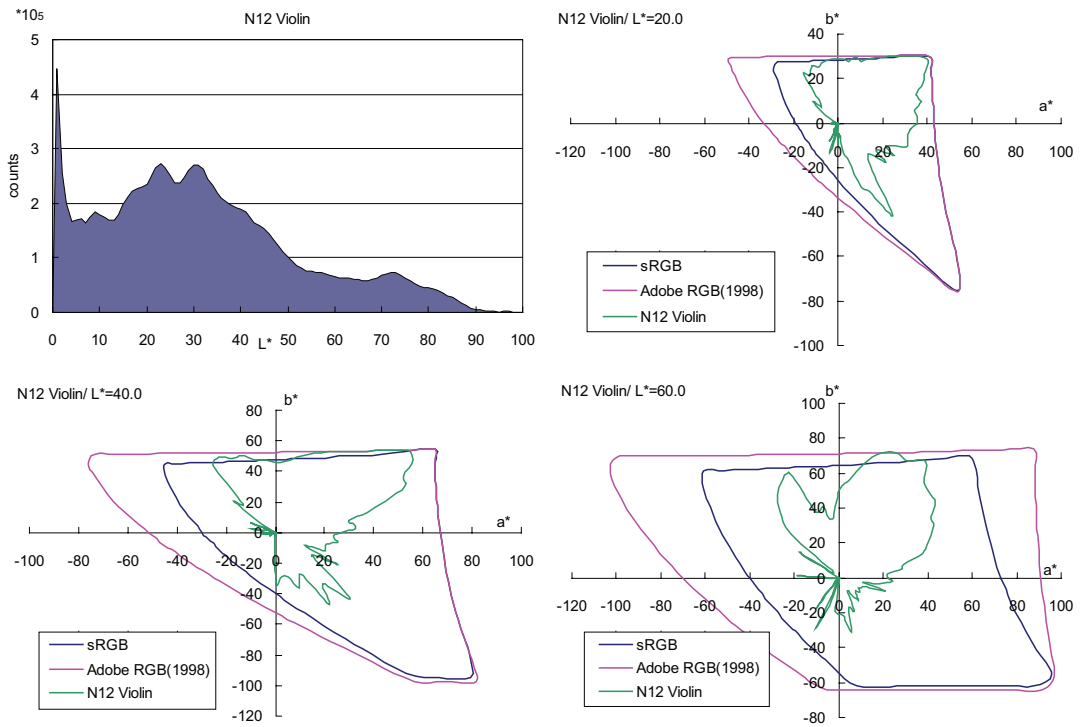 *10₅
N12 Violin
5
4
3
2
1
0
counts
0 10 20 30 40 50 60 70 80 90 100
L*
N12 Violin/ L*=20.0
b*
40
20
0
-20
-40
-60
-80
-100
a*
-120 -100 -80 -60 -40 -20 0 20 40 60 80 100
sRGB
Adobe RGB(1998)
N12 Violin
N12 Violin/ L*=40.0
b*
80
60
40
20
0
-20
-40
-60
-80
-100
-120
a*
-100 -80 -60 -40 -20 0 20 40 60 80 100
sRGB
Adobe RGB(1998)
N12 Violin
N12 Violin/ L*=60.0
b*
100
80
60
40
20
0
-20
-40
-60
-80
a*
-120 -100 -80 -60 -40 -20 0 20 40 60 80 100
sRGB
Adobe RGB(1998)
N12 Violin